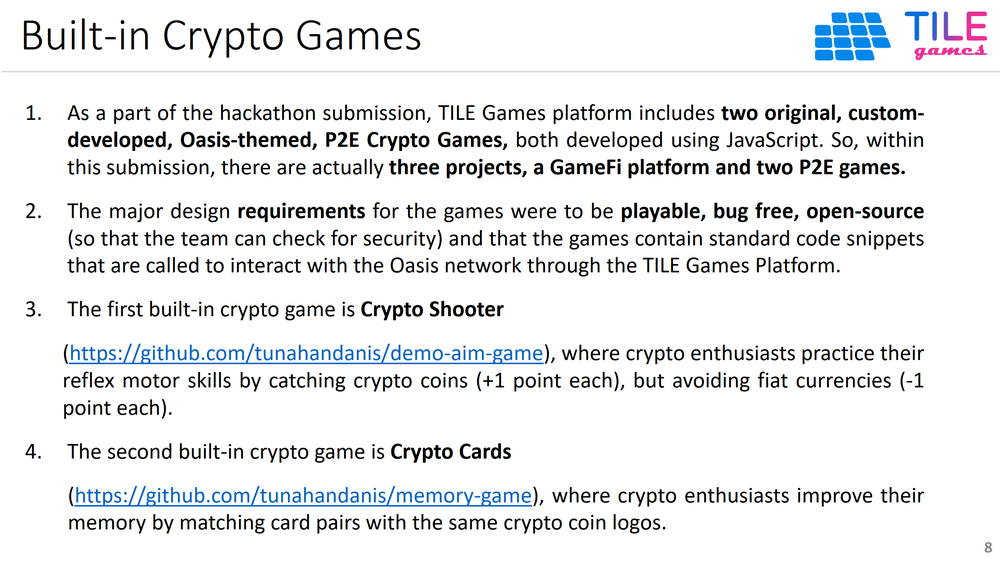 Built-in Crypto Games
TILE
games
1. As a part of the hackathon submission, TILE Games platform includes two original, custom-
developed, Oasis-themed, P2E Crypto Games, both developed using JavaScript. So, within
this submission, there are actually three projects, a GameFi platform and two P2E games.
2. The major design requirements for the games were to be playable, bug free, open-source
(so that the team can check for security) and that the games contain standard code snippets
that are called to interact with the Oasis network through the TILE Games Platform.
3. The first built-in crypto game is Crypto Shooter
(https://github.com/tunahandanis/demo-aim-game), where crypto enthusiasts practice their
reflex motor skills by catching crypto coins (+1 point each), but avoiding fiat currencies (-1
point each).
4. The second built-in crypto game is Crypto Cards
(https://github.com/tunahandanis/memory-game), where crypto enthusiasts improve their
memory by matching card pairs with the same crypto coin logos.
8